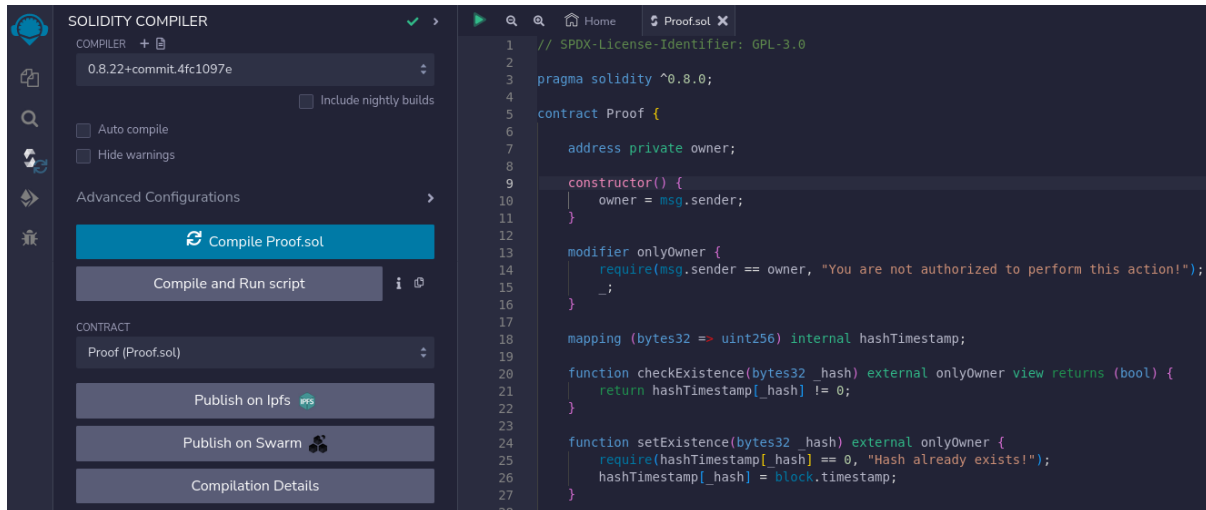 SOLIDITY COMPILER
COMPILER
0.8.22+commit.4fc1097e
Include nightly builds
Auto compile
Hide warnings
Advanced Configurations
Compile Proof.sol
Compile and Run script
i
CONTRACT
Proof (Proof.sol)
Publish on Ipfs IPFS
Publish on Swarm
Compilation Details
Home Proof.sol
1 // SPDX-License-Identifier: GPL-3.0
2
3 pragma solidity ^0.8.0;
4
5 contract Proof {
6
7 address private owner;
8
9 constructor() {
10 owner = msg.sender;
11 }
12
13 modifier onlyOwner {
14 require(msg.sender == owner, "You are not authorized to perform this action!");
15 _;
16 }
17
18 mapping (bytes32 => uint256) internal hashTimestamp;
19
20 function checkExistence(bytes32 _hash) external onlyOwner view returns (bool) {
21 return hashTimestamp[_hash] != 0;
22 }
23
24 function setExistence(bytes32 _hash) external onlyOwner {
25 require(hashTimestamp[_hash] == 0, "Hash already exists!");
26 hashTimestamp[_hash] = block.timestamp;
27 }